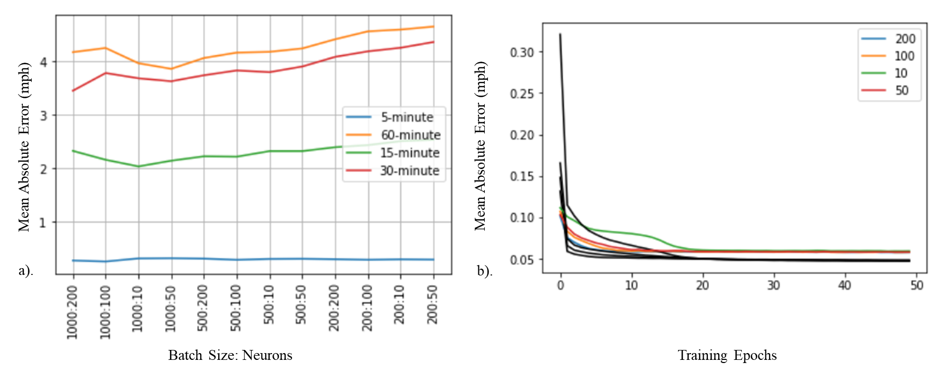 Mean Absolute Error (mph)
4
3
2
1
5-minute
60-minute
15-minute
30-minute
a).
1000:200
1000:100
1000:10
1000:50
500:200
500:100
500:10
500:50
200:200
200:100
200:10
200:50
Batch Size: Neurons
Mean Absolute Error (mph)
0.30
0.25
0.20
0.15
0.10
0.05
200
100
10
50
b).
0 10 20 30 40 50
Training Epochs